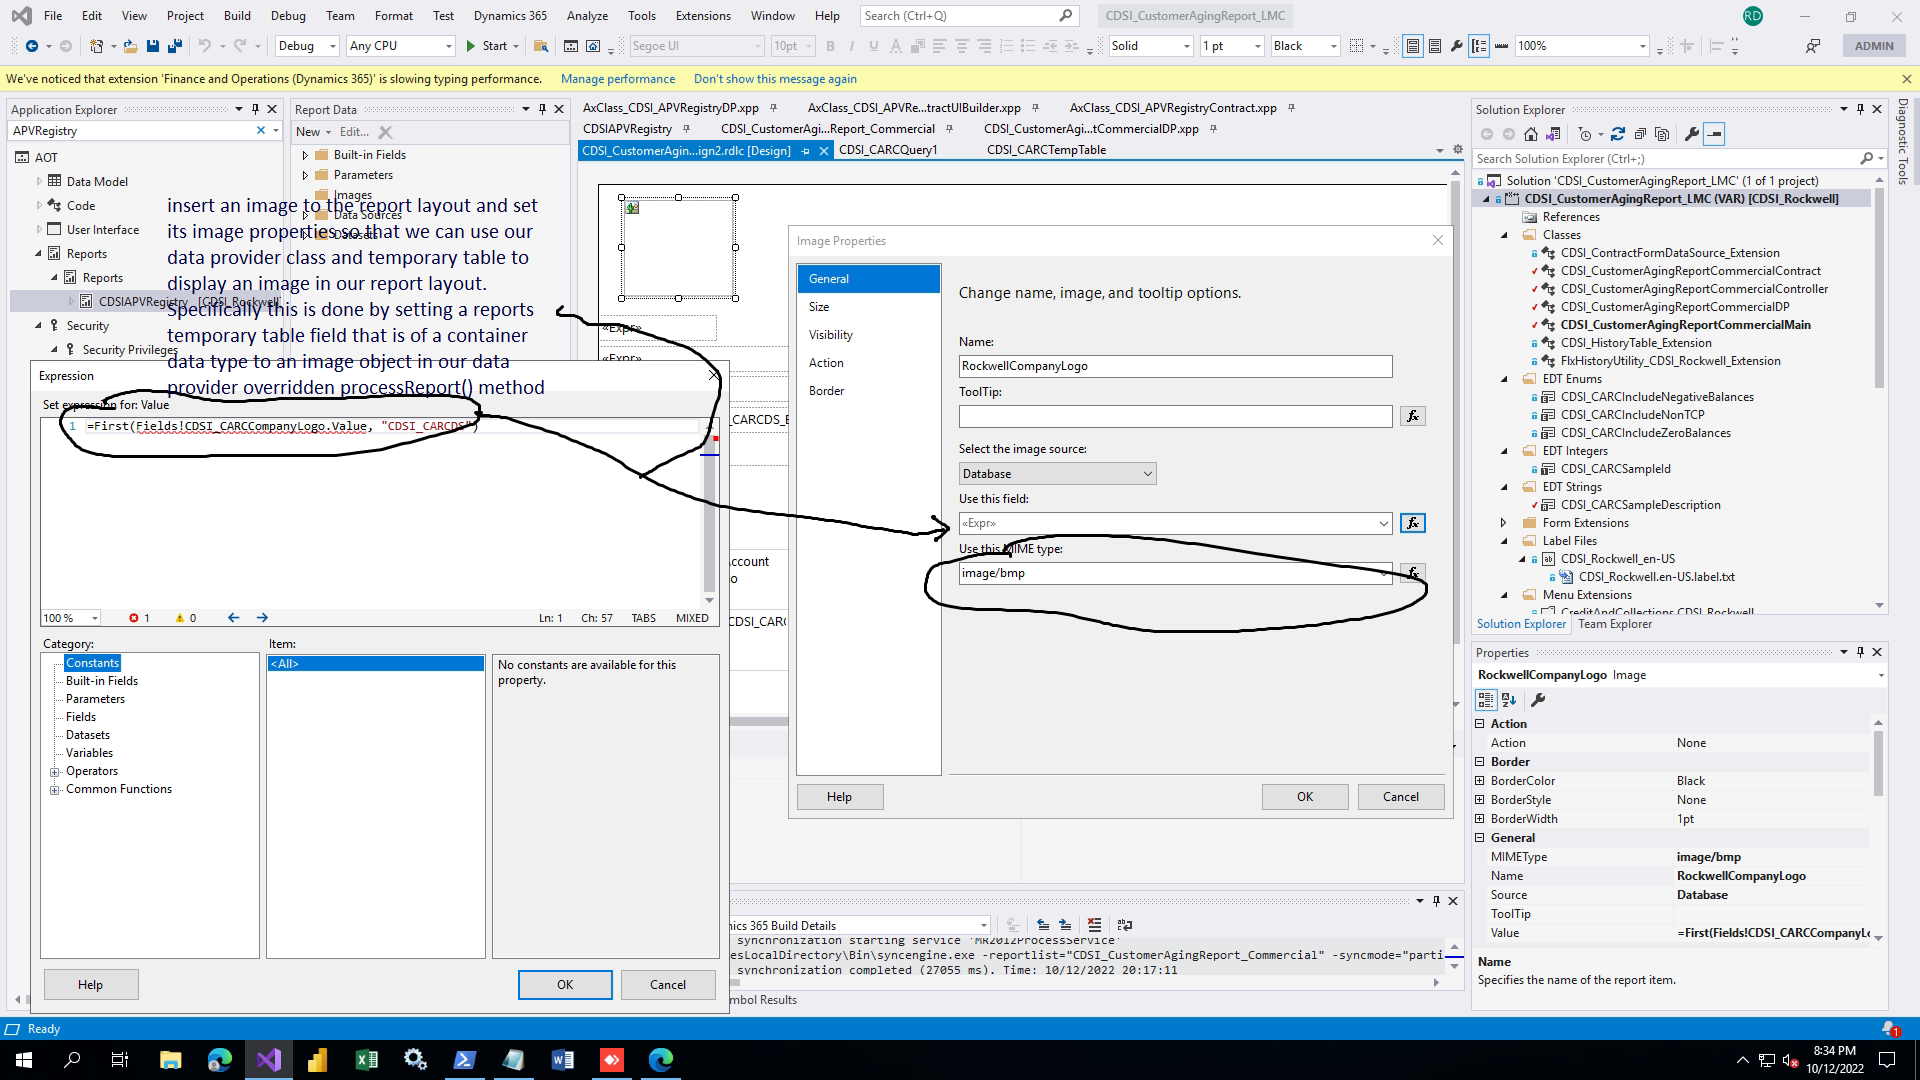 File Edit View Project Build Debug Team Format Test Dynamics 365 Analyze Tools Extensions Window Help Search (Ctrl+Q) CDSI_CustomerAgingReport_LMC RD
Debug Any CPU Start Segoe UI 10pt Solid 1 pt Black 100% ADMIN
We've noticed that extension 'Finance and Operations (Dynamics 365)' is slowing typing performance. Manage performance Don't show this message again
Application Explorer
APVRegistry
AOT
Data Model
Code
User Interface
Reports
Reports
CDSIAPVRegistry [CDSI_Rockwell
Security
Security Privileges
Report Data
New Edit...
Built-in Fields
Parameters
Images
Data Sources
Datasets
insert an image to the report layout and set
its image properties so that we can use our
data provider class and temporary table to
display an image in our report layout.
Specifically this is done by setting a reports
temporary table field that is of a container
data type to an image object in our data
provider overridden processReport() method
AxClass_CDSI_APVRegistryDP.xpp AxClass_CDSI_APVRe...tractUIBuilder.xpp AxClass_CDSI_APVRegistryContract.xpp
CDSIAPVRegistry CDSI_CustomerAgi...Report_Commercial CDSI_CustomerAgi...tCommercialDP.xpp
CDSI_CustomerAgin...ign2.rdlc [Design] CDSI_CARCQuery1 CDSI_CARCTempTable
«Expr»
«Expr»
_CARCDS_E
ccount
o
CDSI_CARC
Expression
Set expression for: Value
1 =First(Fields!CDSI_CARCCompanyLogo.Value, "CDSI_CARCDS")
100 % 1 0 Ln: 1 Ch: 57 TABS MIXED
Category:
Constants
Built-in Fields
Parameters
Fields
Datasets
Variables
Operators
Common Functions
Item:
<All>
No constants are available for this
property.
Help OK Cancel
Image Properties
General
Size
Visibility
Action
Border
Change name, image, and tooltip options.
Name:
RockwellCompanyLogo
ToolTip:
fx
Select the image source:
Database
Use this field:
«Expr» fx
Use this MIME type:
image/bmp fx
Help OK Cancel
ics 365 Build Details
synchronization starting service 'MR2012ProcessService'
esLocalDirectory\Bin\syncengine.exe -reportlist="CDSI_CustomerAgingReport_Commercial" -syncmode="parti
synchronization completed (27055 ms). Time: 10/12/2022 20:17:11
mbol Results
Solution Explorer
Search Solution Explorer (Ctrl+;)
Solution 'CDSI_CustomerAgingReport_LMC' (1 of 1 project)
CDSI_CustomerAgingReport_LMC (VAR) [CDSI_Rockwell]
References
Classes
CDSI_ContractFormDataSource_Extension
CDSI_CustomerAgingReportCommercialContract
CDSI_CustomerAgingReportCommercialController
CDSI_CustomerAgingReportCommercialDP
CDSI_CustomerAgingReportCommercialMain
CDSI_HistoryTable_Extension
FlxHistoryUtility_CDSI_Rockwell_Extension
EDT Enums
CDSI_CARCIncludeNegativeBalances
CDSI_CARCIncludeNonTCP
CDSI_CARCIncludeZeroBalances
EDT Integers
CDSI_CARCSampleId
EDT Strings
CDSI_CARCSampleDescription
Form Extensions
Label Files
CDSI_Rockwell_en-US
CDSI_Rockwell.en-US.label.txt
Menu Extensions
CreditAndCollections.CDSI_Rockwell
Solution Explorer Team Explorer
Properties
RockwellCompanyLogo Image
Action
Action None
Border
BorderColor Black
BorderStyle None
BorderWidth 1pt
General
MIMEType image/bmp
Name RockwellCompanyLogo
Source Database
ToolTip
Value =First(Fields!CDSI_CARCCompanyLo
Name
Specifies the name of the report item.
Diagnostic Tools
Ready 1
8:34 PM
10/12/2022